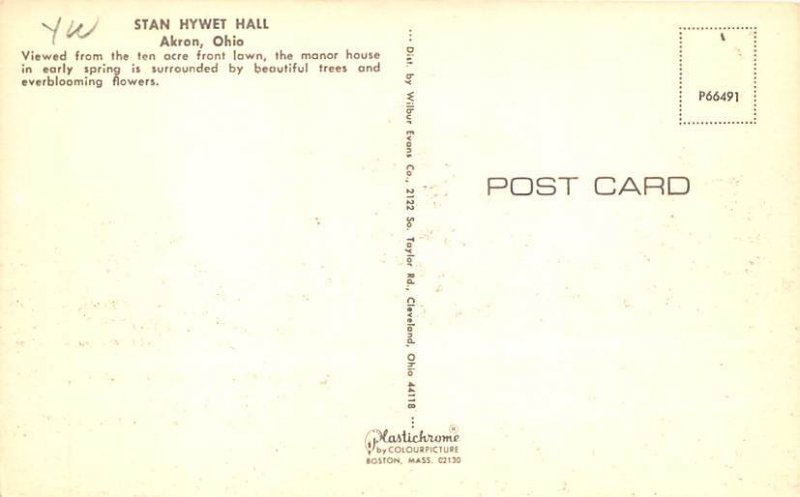 YW
STAN HYWET HALL
Akron, Ohio
Viewed from the ten acre front lawn, the manor house
in early spring is surrounded by beautiful trees and
everblooming flowers.
... Dist. by Wilbur Evans Co., 2122 So. Taylor Rd., Cleveland, Ohio 44118 ...
P66491
POST CARD
Plastichrome®
by COLOURPICTURE
BOSTON, MASS. 02130